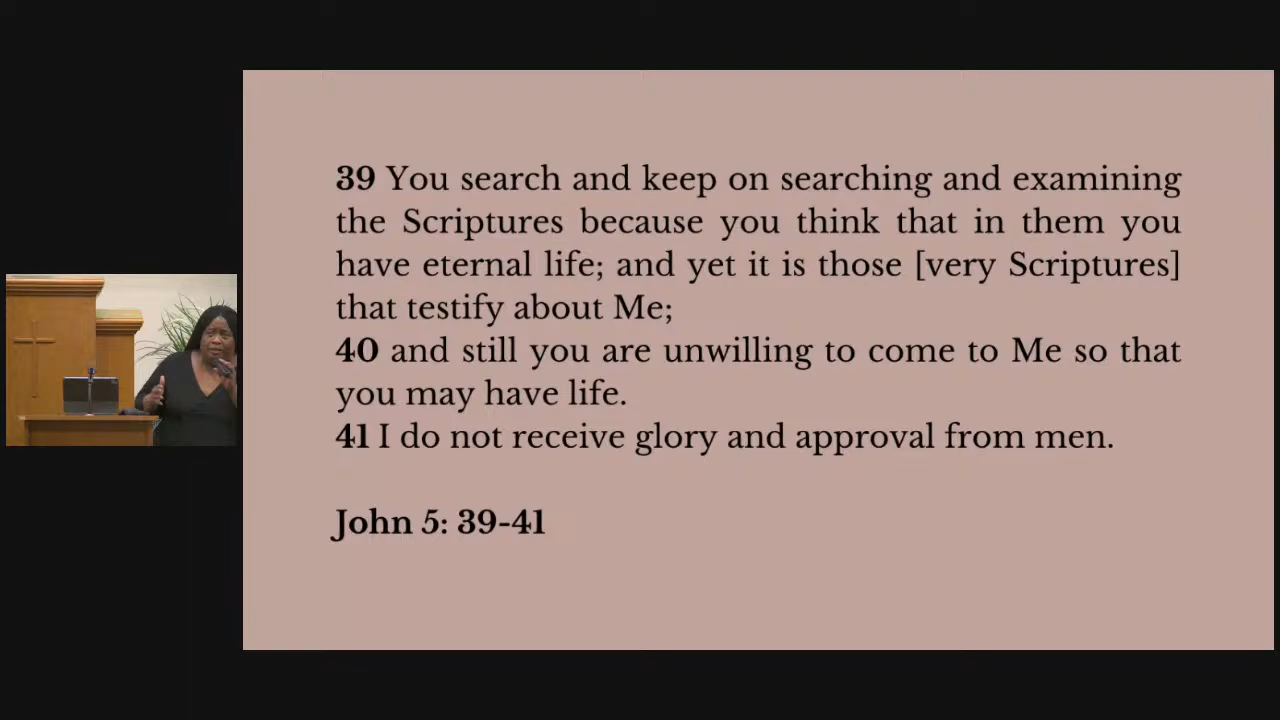 39 You search and keep on searching and examining
the Scriptures because you think that in them you
have eternal life; and yet it is those [very Scriptures]
that testify about Me;
40 and still you are unwilling to come to Me so that
you may have life.
41 I do not receive glory and approval from men.
John 5: 39-41